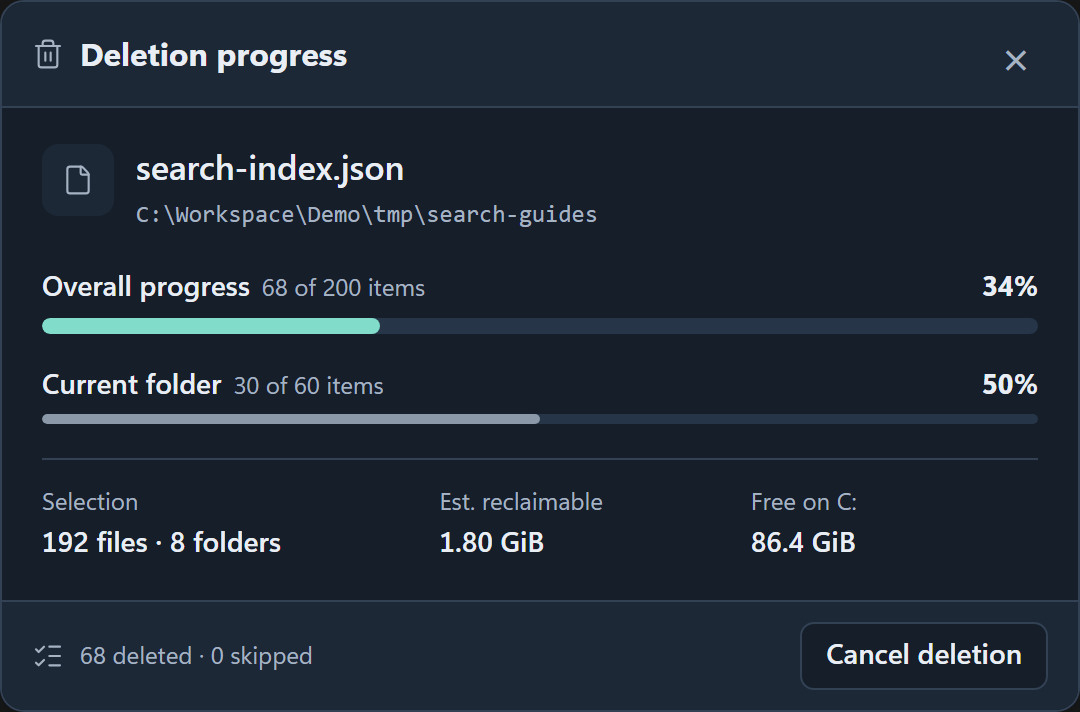 Deletion progress
search-index.json
C:\Workspace\Demo\tmp\search-guides
Overall progress 68 of 200 items 34%
Current folder 30 of 60 items 50%
Selection Est. reclaimable Free on C:
192 files · 8 folders 1.80 GiB 86.4 GiB
68 deleted · 0 skipped Cancel deletion